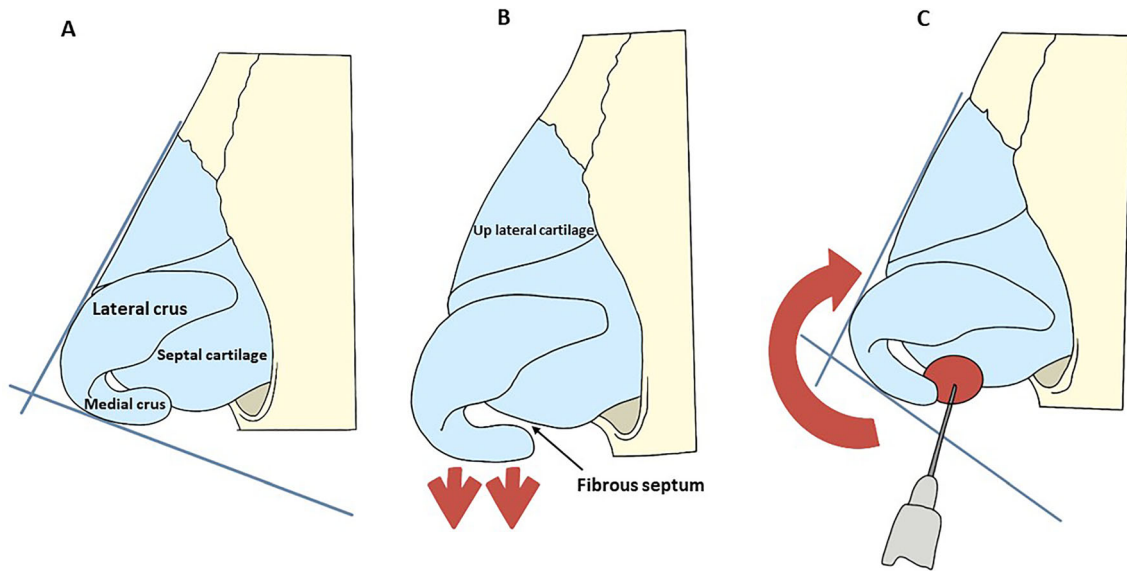 A
B
C
Up lateral cartilage
Lateral crus
Septal cartilage
Medial crus
Fibrous septum